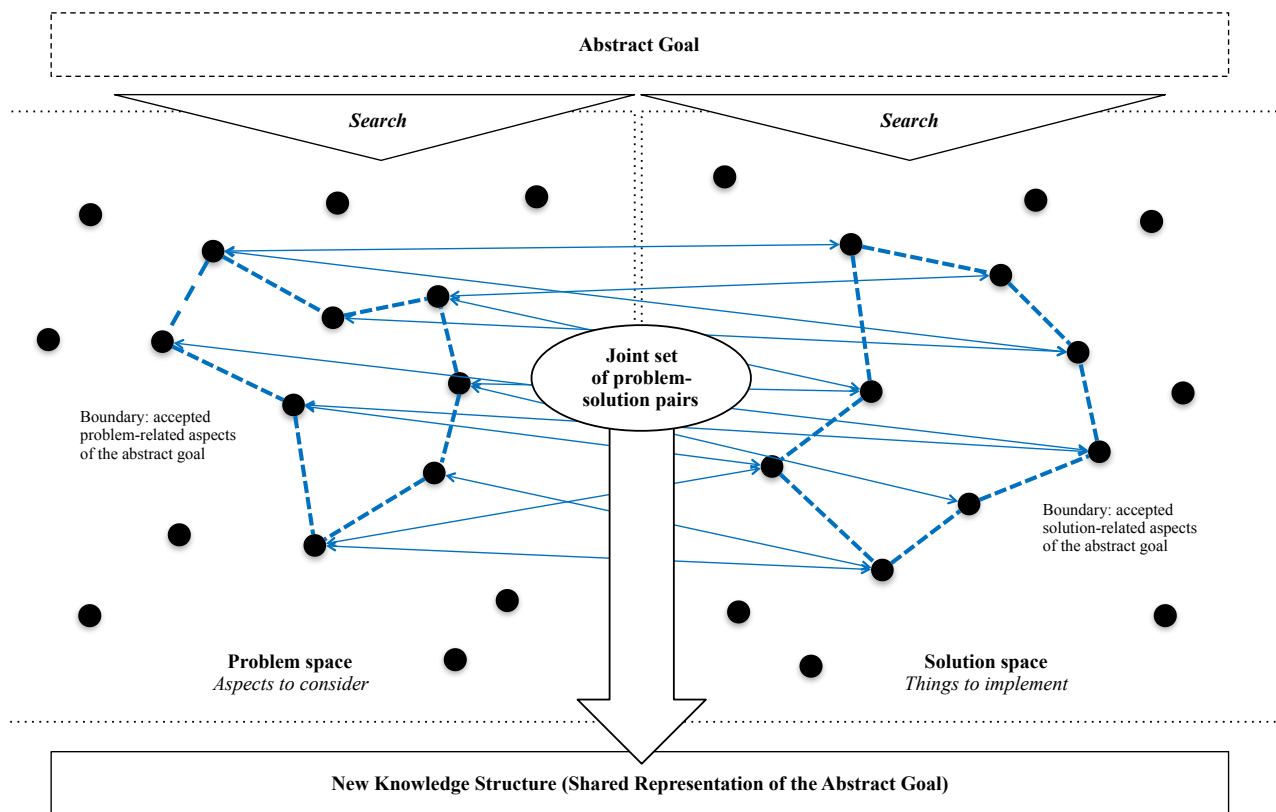 Abstract Goal
Search
Search
Joint set
of problem-
solution pairs
Boundary: accepted
problem-related aspects
of the abstract goal
Boundary: accepted
solution-related aspects
of the abstract goal
Problem space
Aspects to consider
Solution space
Things to implement
New Knowledge Structure (Shared Representation of the Abstract Goal)